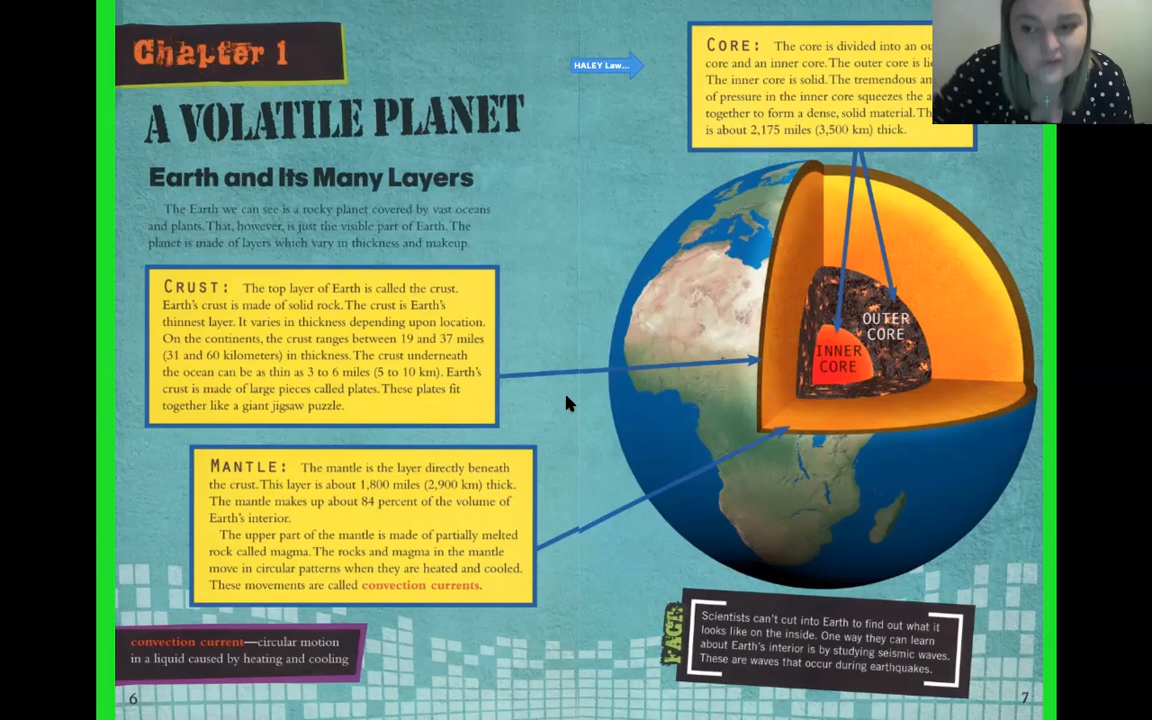 Chapter 1
A VOLATILE PLANET
Earth and Its Many Layers
The Earth we can see is a rocky planet covered by vast oceans
and plants. That, however, is just the visible part of Earth. The
planet is made of layers which vary in thickness and makeup.
CRUST: The top layer of Earth is called the crust.
Earth's crust is made of solid rock. The crust is Earth's
thinnest layer. It varies in thickness depending upon location.
On the continents, the crust ranges between 19 and 37 miles
(31 and 60 kilometers) in thickness. The crust underneath
the ocean can be as thin as 3 to 6 miles (5 to 10 km). Earth's
crust is made of large pieces called plates. These plates fit
together like a giant jigsaw puzzle.
MANTLE: The mantle is the layer directly beneath
the crust. This layer is about 1,800 miles (2,900 km) thick.
The mantle makes up about 84 percent of the volume of
Earth's interior.
The upper part of the mantle is made of partially melted
rock called magma. The rocks and magma in the mantle
move in circular patterns when they are heated and cooled.
These movements are called convection currents.
convection current—circular motion
in a liquid caused by heating and cooling
6
HALEY Law...
CORE: The core is divided into an
core and an inner core. The outer core is
The inner core is solid. The tremendous
of pressure in the inner core squeezes the
together to form a dense, solid material.
is about 2,175 miles (3,500 km) thick.
OUTER
CORE
INNER
CORE
FACT:
Scientists can't cut into Earth to find out what it
looks like on the inside. One way they can learn
about Earth's interior is by studying seismic waves.
These are waves that occur during earthquakes.
7